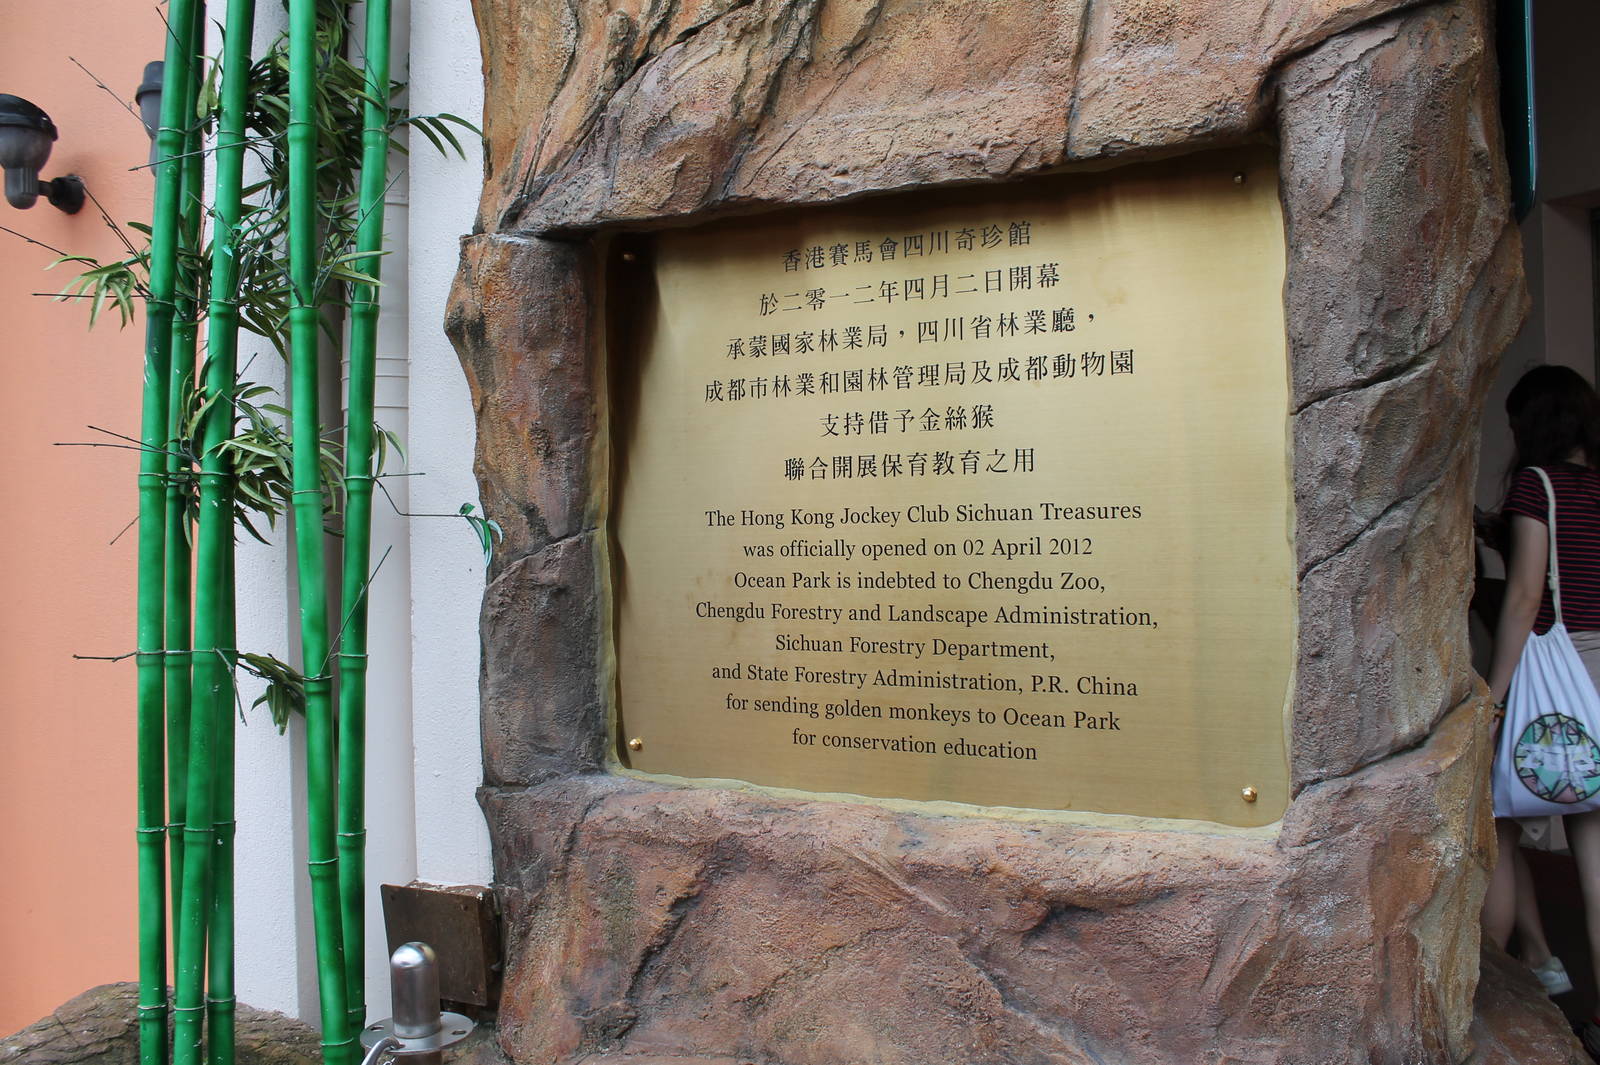 香港賽馬會四川奇珍館
於二零一二年四月二日開幕
承蒙國家林業局，四川省林業廳，
成都市林業和園林管理局及成都動物園
支持借予金絲猴
聯合開展保育教育之用
The Hong Kong Jockey Club Sichuan Treasures
was officially opened on 02 April 2012
Ocean Park is indebted to Chengdu Zoo,
Chengdu Forestry and Landscape Administration,
Sichuan Forestry Department,
and State Forestry Administration, P.R. China
for sending golden monkeys to Ocean Park
for conservation education